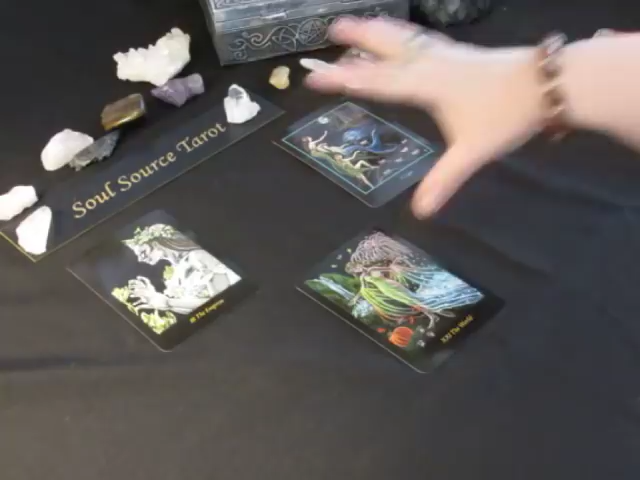 Soul Source Tarot
III The Empress
XXI The World